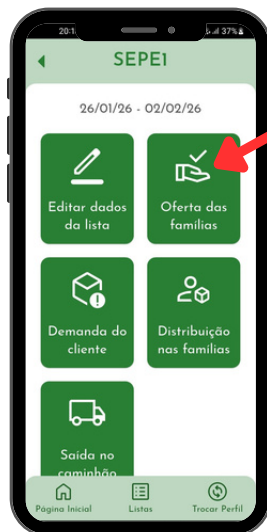 37%
SEPE1
26/01/26 - 02/02/26
Editar dados
da lista
Oferta das
famílias
Demanda do
cliente
Distribuição
nas famílias
Saída no
caminhão
Página Inicial
Listas
Trocar Perfil